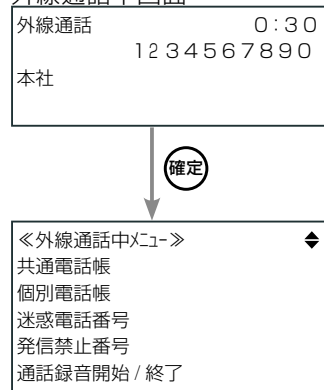 外線通話中画面
外線通話 0:30
1234567890
本社
確定
≪外線通話中ﾒﾆｭｰ≫ ◆
共通電話帳
個別電話帳
迷惑電話番号
発信禁止番号
通話録音開始 / 終了